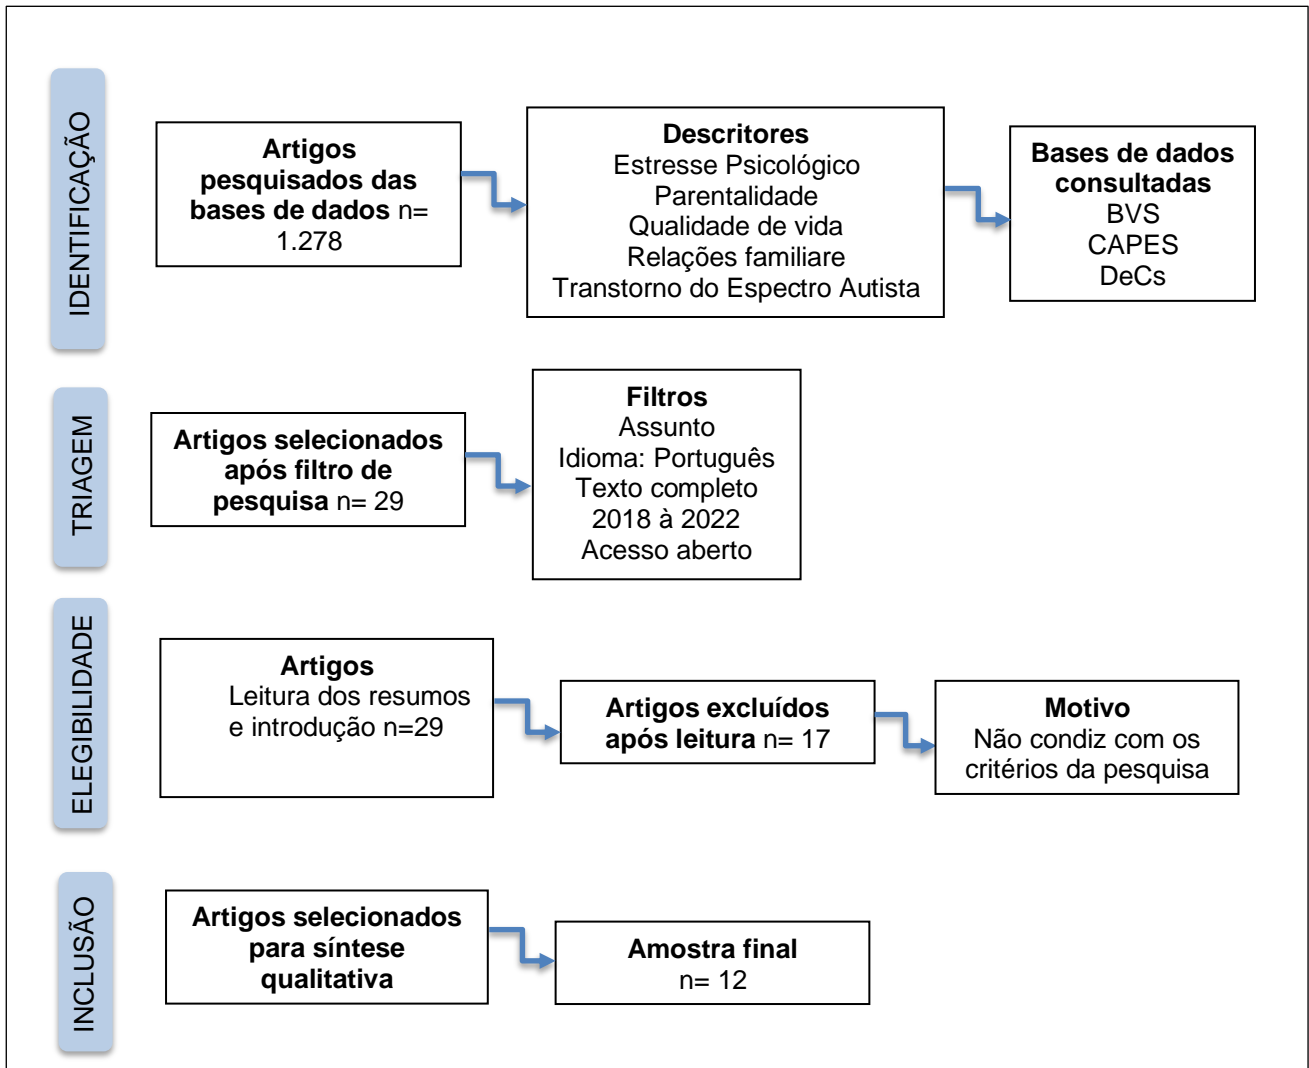 IDENTIFICAÇÃO
Artigos
pesquisados das
bases de dados n=
1.278
Descritores
Estresse Psicológico
Parentalidade
Qualidade de vida
Relações familiare
Transtorno do Espectro Autista
Bases de dados
consultadas
BVS
CAPES
DeCs
TRIAGEM
Artigos selecionados
após filtro de
pesquisa n= 29
Filtros
Assunto
Idioma: Português
Texto completo
2018 à 2022
Acesso aberto
ELEGIBILIDADE
Artigos
Leitura dos resumos
e introdução n=29
Artigos excluídos
após leitura n= 17
Motivo
Não condiz com os
critérios da pesquisa
INCLUSÃO
Artigos selecionados
para síntese
qualitativa
Amostra final
n= 12